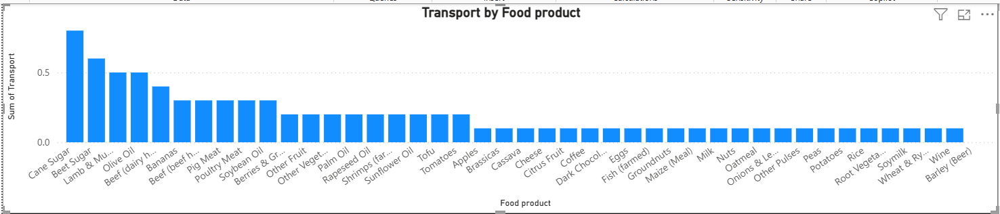 Transport by Food product
Sum of Transport
0.5
0.0
Cane Sugar
Beet Sugar
Lamb & Mu...
Olive Oil
Beef (dairy h...
Bananas
Beef (beef h...
Pig Meat
Poultry Meat
Soybean Oil
Berries & Gr...
Other Fruit
Other Veget...
Palm Oil
Rapeseed Oil
Shrimps (far...
Sunflower Oil
Tofu
Tomatoes
Apples
Brassicas
Cassava
Cheese
Citrus Fruit
Coffee
Dark Chocol...
Eggs
Fish (farmed)
Groundnuts
Maize (Meal)
Milk
Nuts
Oatmeal
Onions & Le...
Other Pulses
Peas
Potatoes
Rice
Root Vegeta...
Soymilk
Wheat & Ry...
Wine
Barley (Beer)
Food product